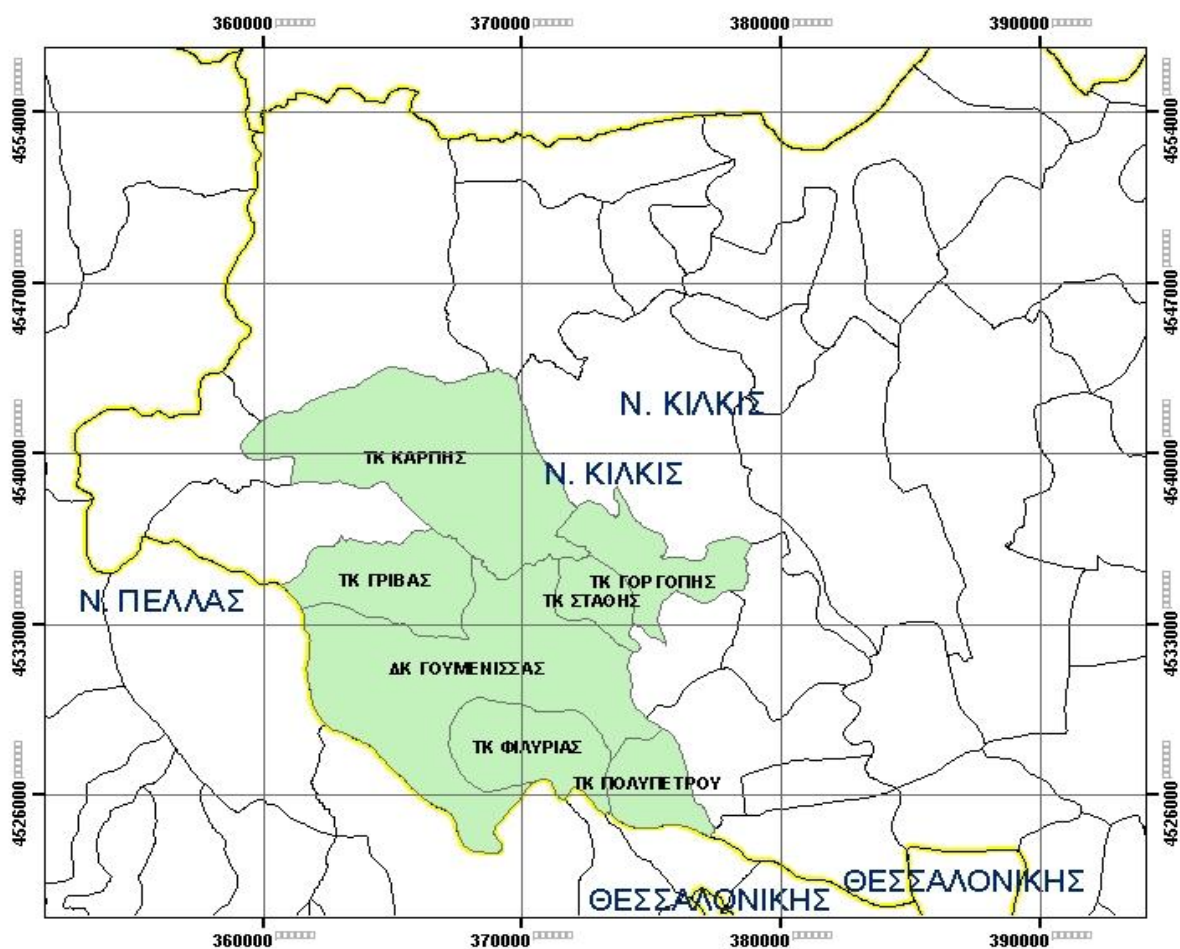 360000 370000 380000 390000
4554000 4554000
4547000 4547000
Ν. ΚΙΛΚΙΣ
4540000 ΤΚ ΚΑΡΠΗΣ Ν. ΚΙΛΚΙΣ 4540000
ΤΚ ΓΡΙΒΑΣ ΤΚ ΓΟΡΓΟΠΗΣ
Ν. ΠΕΛΛΑΣ ΤΚ ΣΤΑΘΗΣ
4533000 4533000
ΔΚ ΓΟΥΜΕΝΙΣΣΑΣ
ΤΚ ΦΙΛΥΡΙΑΣ
ΤΚ ΠΟΛΥΠΕΤΡΟΥ
4526000 4526000
ΘΕΣΣΑΛΟΝΙΚΗΣ
ΘΕΣΣΑΛΟΝΙΚΗΣ
360000 370000 380000 390000